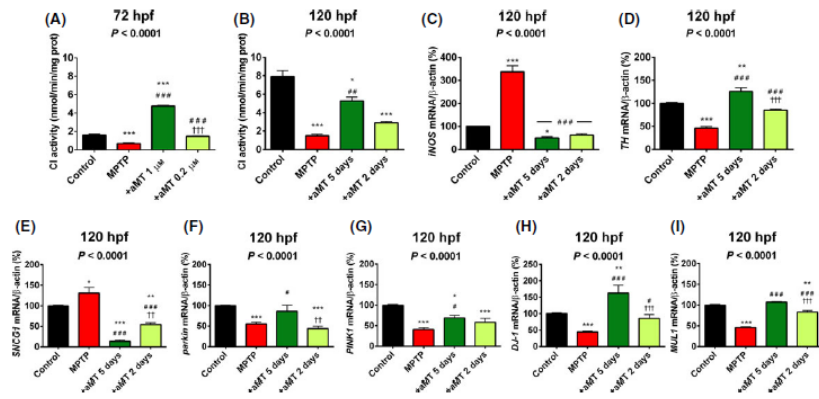 (A) 72 hpf
P < 0.0001
CI activity (nmol/min/mg prot)
8
6
4
2
0
***
***
###
###
†††
Control
MPTP
+aMT 1 µM
+aMT 0.2 µM
(B) 120 hpf
P < 0.0001
CI activity (nmol/min/mg prot)
10
8
6
4
2
0
***
*
##
***
Control
MPTP
+aMT 5 days
+aMT 2 days
(C) 120 hpf
P < 0.0001
iNOS mRNA/β-actin (%)
400
300
200
100
0
***
###
*
Control
MPTP
+aMT 5 days
+aMT 2 days
(D) 120 hpf
P < 0.0001
TH mRNA/β-actin (%)
200
150
100
50
0
***
**
###
###
†††
Control
MPTP
+aMT 5 days
+aMT 2 days
(E) 120 hpf
P < 0.0001
SNCG1 mRNA/β-actin (%)
200
150
100
50
0
*
***
###
**
###
††
Control
MPTP
+aMT 5 days
+aMT 2 days
(F) 120 hpf
P < 0.0001
parkin mRNA/β-actin (%)
200
150
100
50
0
***
#
***
††
Control
MPTP
+aMT 5 days
+aMT 2 days
(G) 120 hpf
P < 0.0001
PINK1 mRNA/β-actin (%)
200
150
100
50
0
***
*
#
***
Control
MPTP
+aMT 5 days
+aMT 2 days
(H) 120 hpf
P < 0.0001
DJ-1 mRNA/β-actin (%)
250
200
150
100
50
0
***
**
###
#
†††
Control
MPTP
+aMT 5 days
+aMT 2 days
(I) 120 hpf
P < 0.0001
MUL1 mRNA/β-actin (%)
200
150
100
50
0
***
###
**
###
†††
Control
MPTP
+aMT 5 days
+aMT 2 days